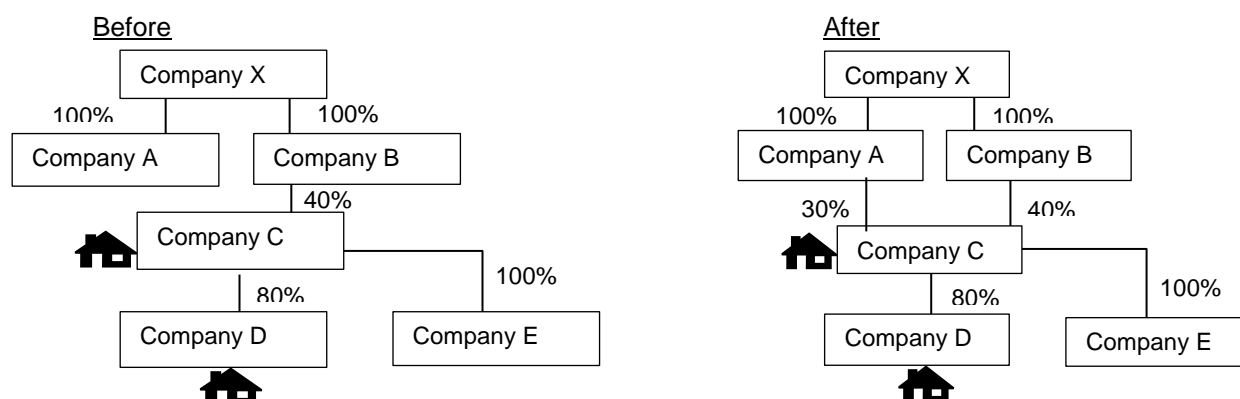 Before
Company X
100%
100%
Company A
Company B
40%
Company C
100%
80%
Company D
Company E
After
Company X
100%
100%
Company A
Company B
30%
40%
Company C
100%
80%
Company D
Company E